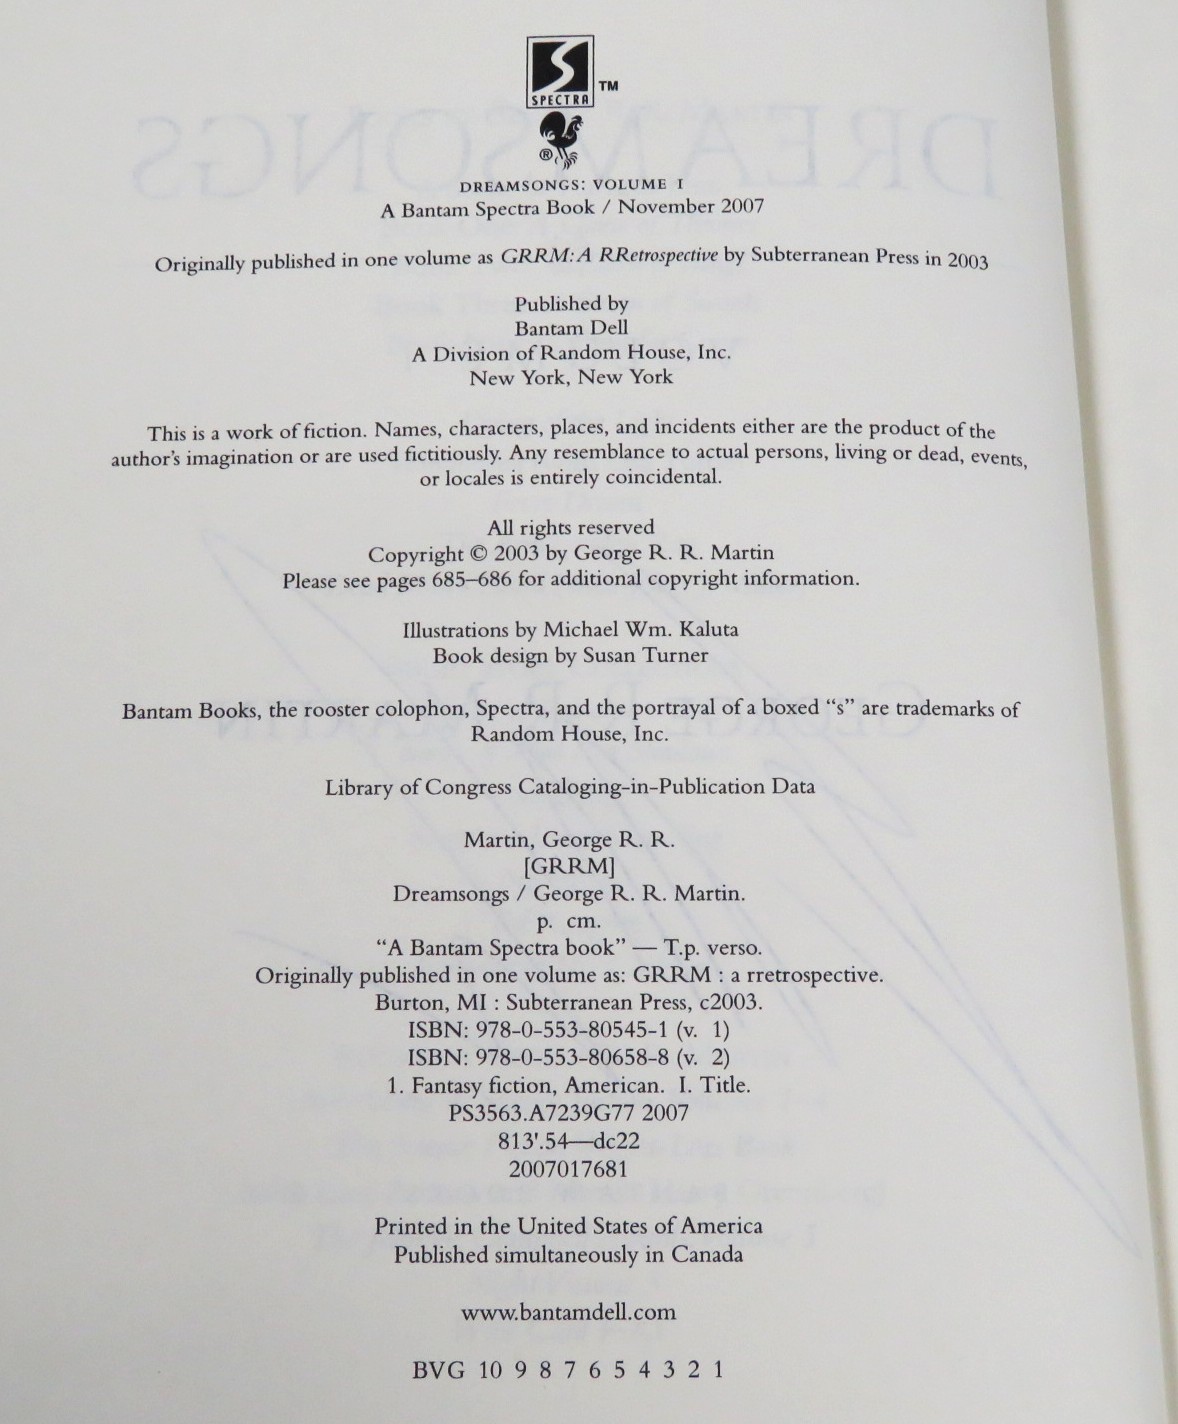 SPECTRA
TM
®
DREAMSONGS: VOLUME I
A Bantam Spectra Book / November 2007
Originally published in one volume as GRRM: A RRetrospective by Subterranean Press in 2003
Published by
Bantam Dell
A Division of Random House, Inc.
New York, New York
This is a work of fiction. Names, characters, places, and incidents either are the product of the
author's imagination or are used fictitiously. Any resemblance to actual persons, living or dead, events,
or locales is entirely coincidental.
All rights reserved
Copyright © 2003 by George R. R. Martin
Please see pages 685–686 for additional copyright information.
Illustrations by Michael Wm. Kaluta
Book design by Susan Turner
Bantam Books, the rooster colophon, Spectra, and the portrayal of a boxed “s” are trademarks of
Random House, Inc.
Library of Congress Cataloging-in-Publication Data
Martin, George R. R.
[GRRM]
Dreamsongs / George R. R. Martin.
p. cm.
“A Bantam Spectra book” — T.p. verso.
Originally published in one volume as: GRRM : a rretrospective.
Burton, MI : Subterranean Press, c2003.
ISBN: 978-0-553-80545-1 (v. 1)
ISBN: 978-0-553-80658-8 (v. 2)
1. Fantasy fiction, American. I. Title.
PS3563.A7239G77 2007
813'.54—dc22
2007017681
Printed in the United States of America
Published simultaneously in Canada
www.bantamdell.com
BVG 10 9 8 7 6 5 4 3 2 1